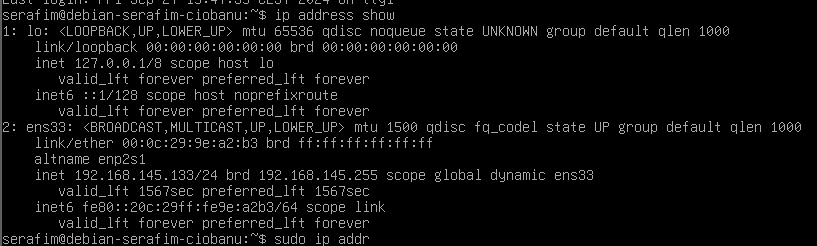 serafim@debian-serafim-ciobanu:~$ ip address show
1: lo: <LOOPBACK,UP,LOWER_UP> mtu 65536 qdisc noqueue state UNKNOWN group default qlen 1000
link/loopback 00:00:00:00:00:00 brd 00:00:00:00:00:00
inet 127.0.0.1/8 scope host lo
valid_lft forever preferred_lft forever
inet6 ::1/128 scope host noprefixroute
valid_lft forever preferred_lft forever
2: ens33: <BROADCAST,MULTICAST,UP,LOWER_UP> mtu 1500 qdisc fq_codel state UP group default qlen 1000
link/ether 00:0c:29:9e:a2:b3 brd ff:ff:ff:ff:ff:ff
altname enp2s1
inet 192.168.145.133/24 brd 192.168.145.255 scope global dynamic ens33
valid_lft 1567sec preferred_lft 1567sec
inet6 fe80::20c:29ff:fe9e:a2b3/64 scope link
valid_lft forever preferred_lft forever
serafim@debian-serafim-ciobanu:~$ sudo ip addr